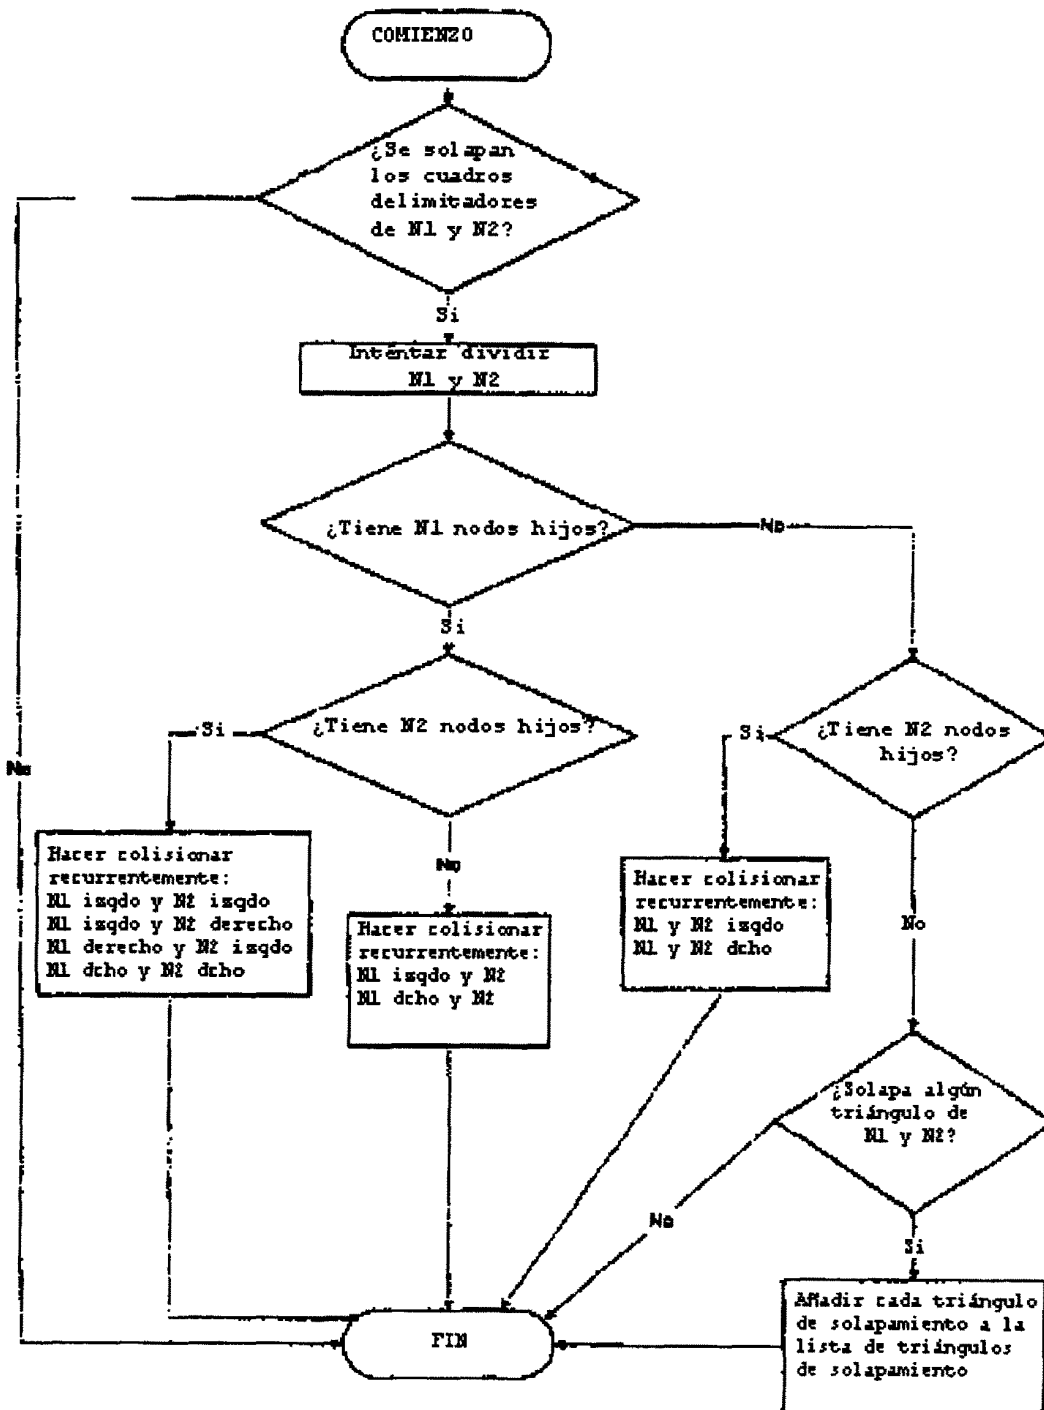 COMIENZO
¿Se solapan
los cuadros
delimitadores
de N1 y N2?
Si
Intentar dividir
N1 y N2
¿Tiene N1 nodos hijos?
No
Si
¿Tiene N2 nodos hijos?
Si
No
¿Tiene N2 nodos
hijos?
Si
No
No
Hacer colisionar
recurrentemente:
N1 izqdo y N2 izqdo
N1 izqdo y N2 derecho
N1 derecho y N2 izqdo
N1 dcho y N2 dcho
Hacer colisionar
recurrentemente:
N1 izqdo y N2
N1 dcho y N2
Hacer colisionar
recurrentemente:
N1 y N2 izqdo
N1 y N2 dcho
¿Solapa algún
triángulo de
N1 y N2?
No
Si
Añadir cada triángulo
de solapamiento a la
lista de triángulos
de solapamiento
FIN